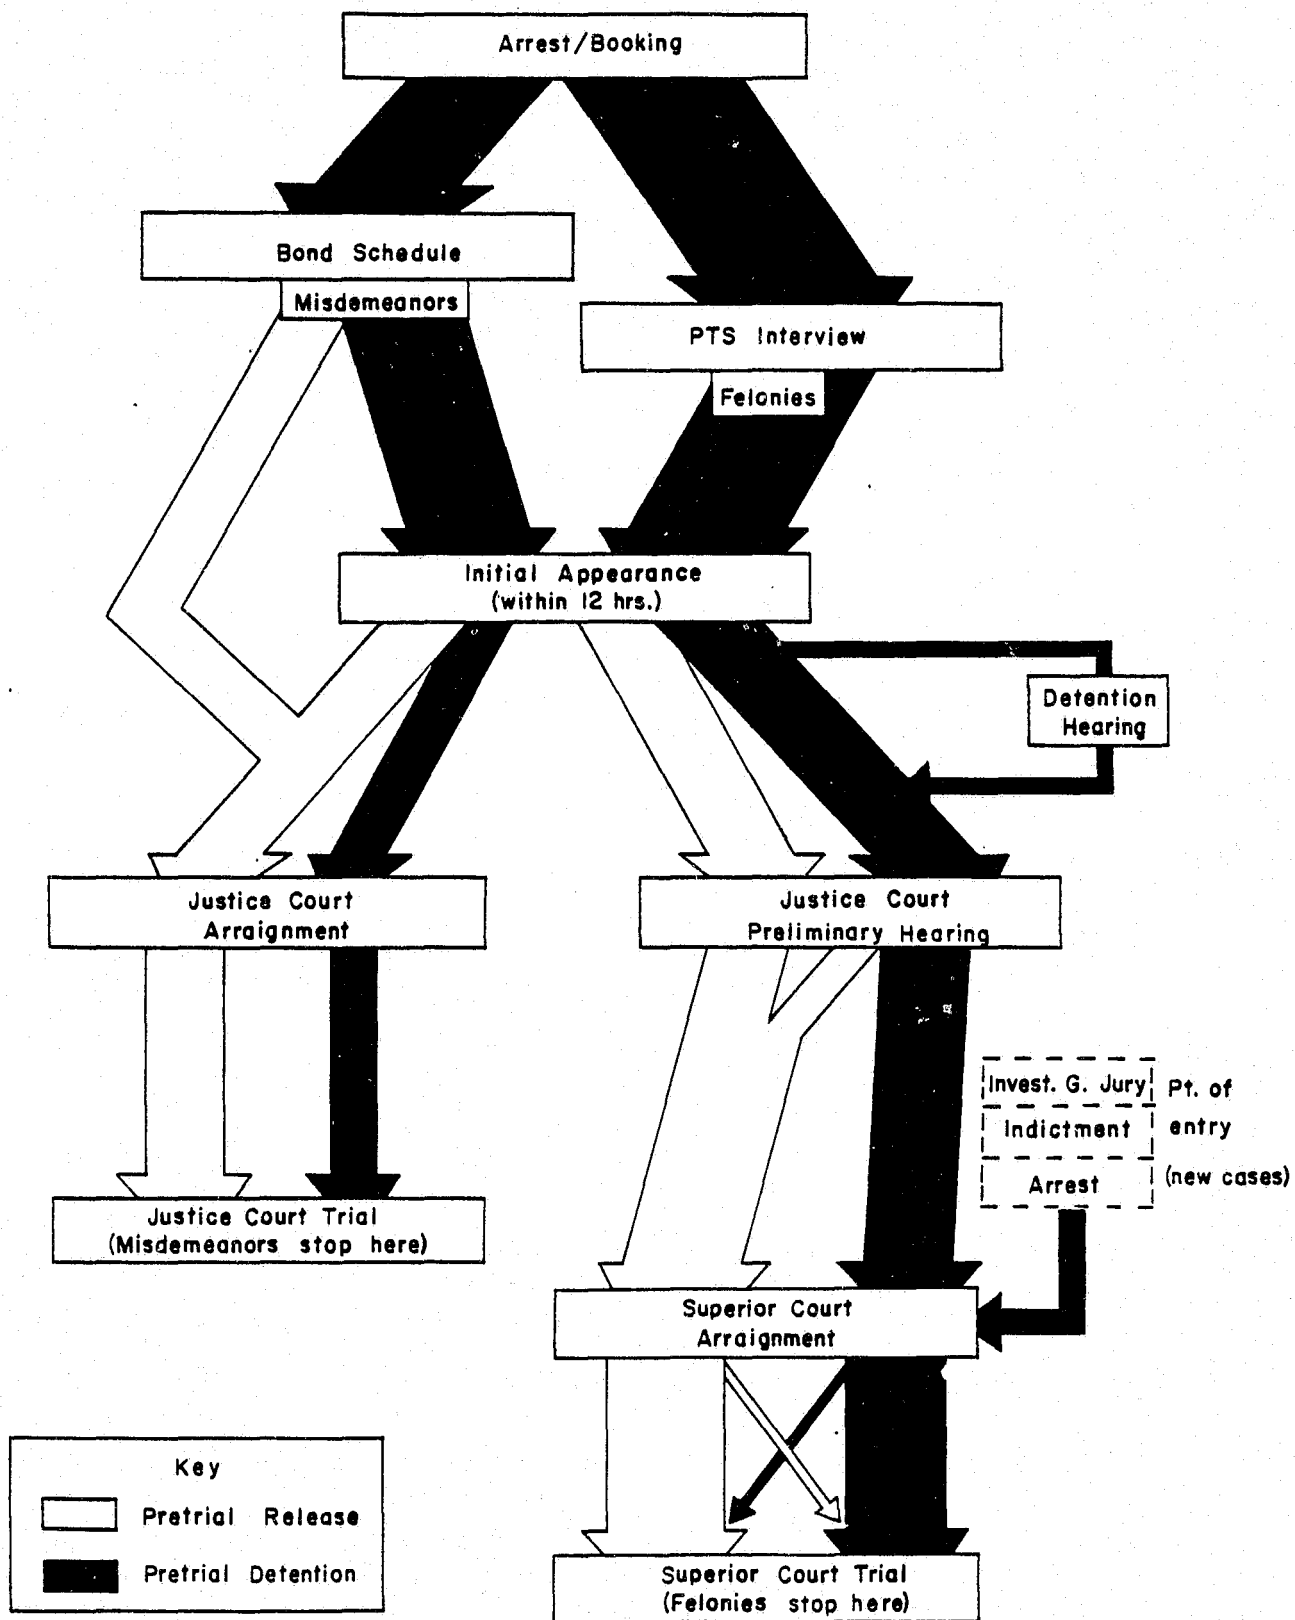 Arrest/Booking
Bond Schedule
Misdemeanors
PTS Interview
Felonies
Initial Appearance
(within 12 hrs.)
Detention
Hearing
Justice Court
Arraignment
Justice Court
Preliminary Hearing
Invest. G. Jury
Indictment
Arrest
Pt. of
entry
(new cases)
Justice Court Trial
(Misdemeanors stop here)
Superior Court
Arraignment
Key
Pretrial Release
Pretrial Detention
Superior Court Trial
(Felonies stop here)